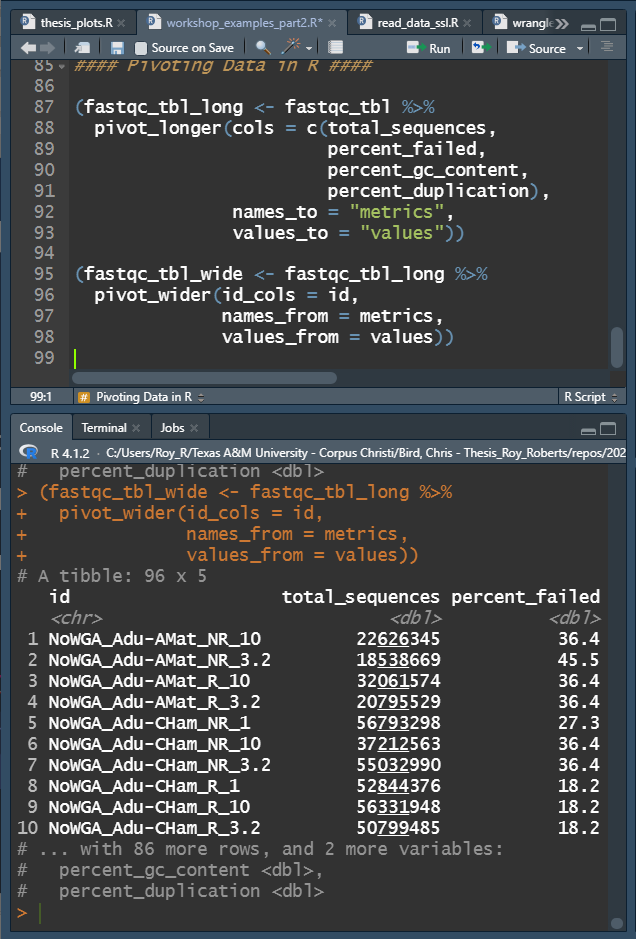 thesis_plots.R
workshop_examples_part2.R*
read_data_ssl.R
wrangle
Source on Save
Run
Source
85 #### Pivoting Data in R ####
86
87 (fastqc_tbl_long <- fastqc_tbl %>%
88 pivot_longer(cols = c(total_sequences,
89 percent_failed,
90 percent_gc_content,
91 percent_duplication),
92 names_to = "metrics",
93 values_to = "values"))
94
95 (fastqc_tbl_wide <- fastqc_tbl_long %>%
96 pivot_wider(id_cols = id,
97 names_from = metrics,
98 values_from = values))
99
99:1 # Pivoting Data in R R Script
Console Terminal Jobs
R R 4.1.2 · C:/Users/Roy_R/Texas A&M University - Corpus Christi/Bird, Chris - Thesis_Roy_Roberts/repos/202
# percent_duplication <dbl>
> (fastqc_tbl_wide <- fastqc_tbl_long %>%
+ pivot_wider(id_cols = id,
+ names_from = metrics,
+ values_from = values))
# A tibble: 96 x 5
id total_sequences percent_failed
<chr> <dbl> <dbl>
1 NoWGA_Adu-AMat_NR_10 22626345 36.4
2 NoWGA_Adu-AMat_NR_3.2 18538669 45.5
3 NoWGA_Adu-AMat_R_10 32061574 36.4
4 NoWGA_Adu-AMat_R_3.2 20795529 36.4
5 NoWGA_Adu-CHam_NR_1 56793298 27.3
6 NoWGA_Adu-CHam_NR_10 37212563 36.4
7 NoWGA_Adu-CHam_NR_3.2 55032990 36.4
8 NoWGA_Adu-CHam_R_1 52844376 18.2
9 NoWGA_Adu-CHam_R_10 56331948 18.2
10 NoWGA_Adu-CHam_R_3.2 50799485 18.2
# ... with 86 more rows, and 2 more variables:
# percent_gc_content <dbl>,
# percent_duplication <dbl>
>